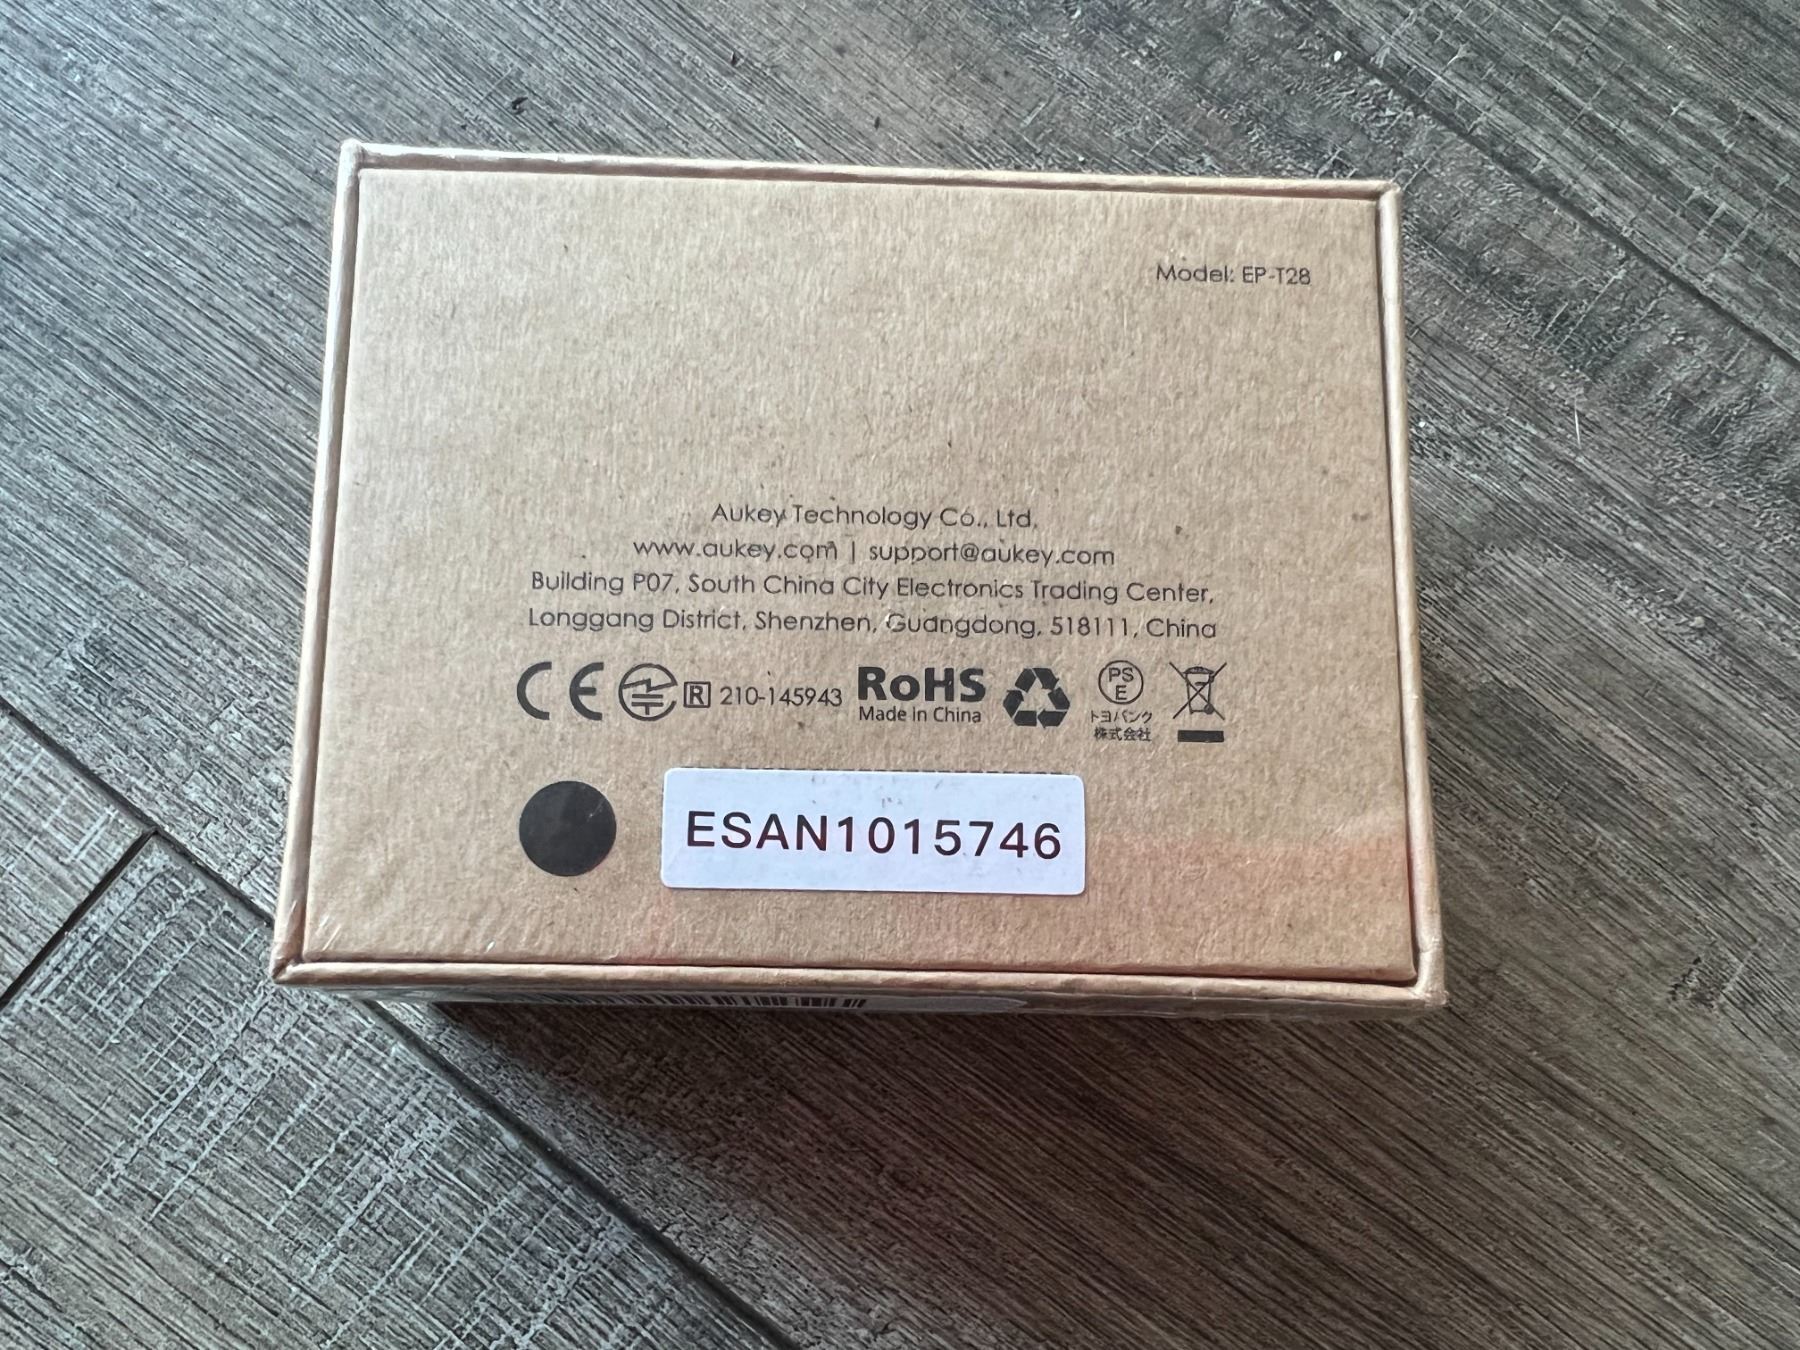 Model: EP-T28
Aukey Technology Co., Ltd.
www.aukey.com | support@aukey.com
Building P07, South China City Electronics Trading Center,
Longgang District, Shenzhen, Guangdong, 518111, China
CE R 210-145943 RoHS PSE
Made In China トヨバンク
株式会社
ESAN1015746